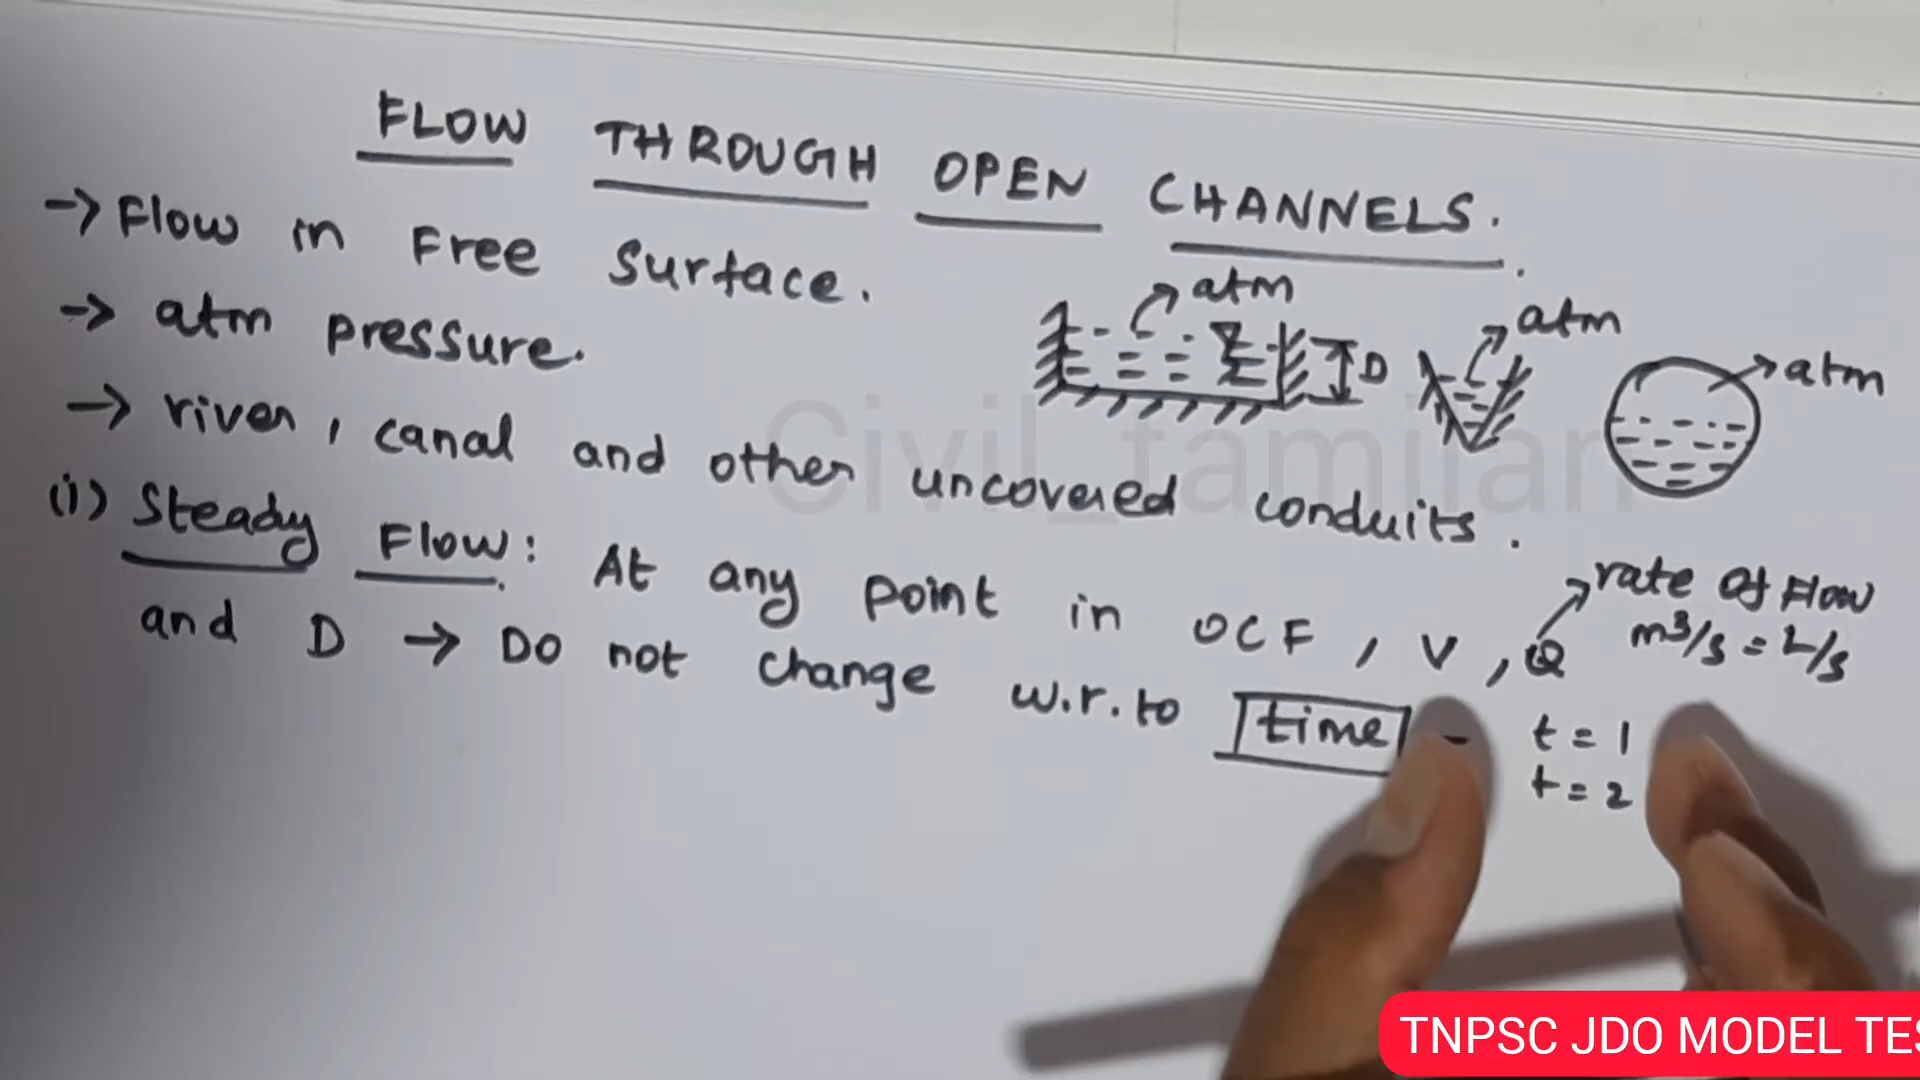 FLOW THROUGH OPEN CHANNELS.
→ Flow in Free Surface.
→ atm pressure.
atm
D
atm
atm
→ river, canal and other uncovered conduits.
(i) Steady Flow: At any point in OCF, V, Q
→ rate Of Flow
m³/s = L/s
and D → Do not change w.r.to time -
t = 1
t = 2
Civil_tamilan
TNPSC JDO MODEL TES